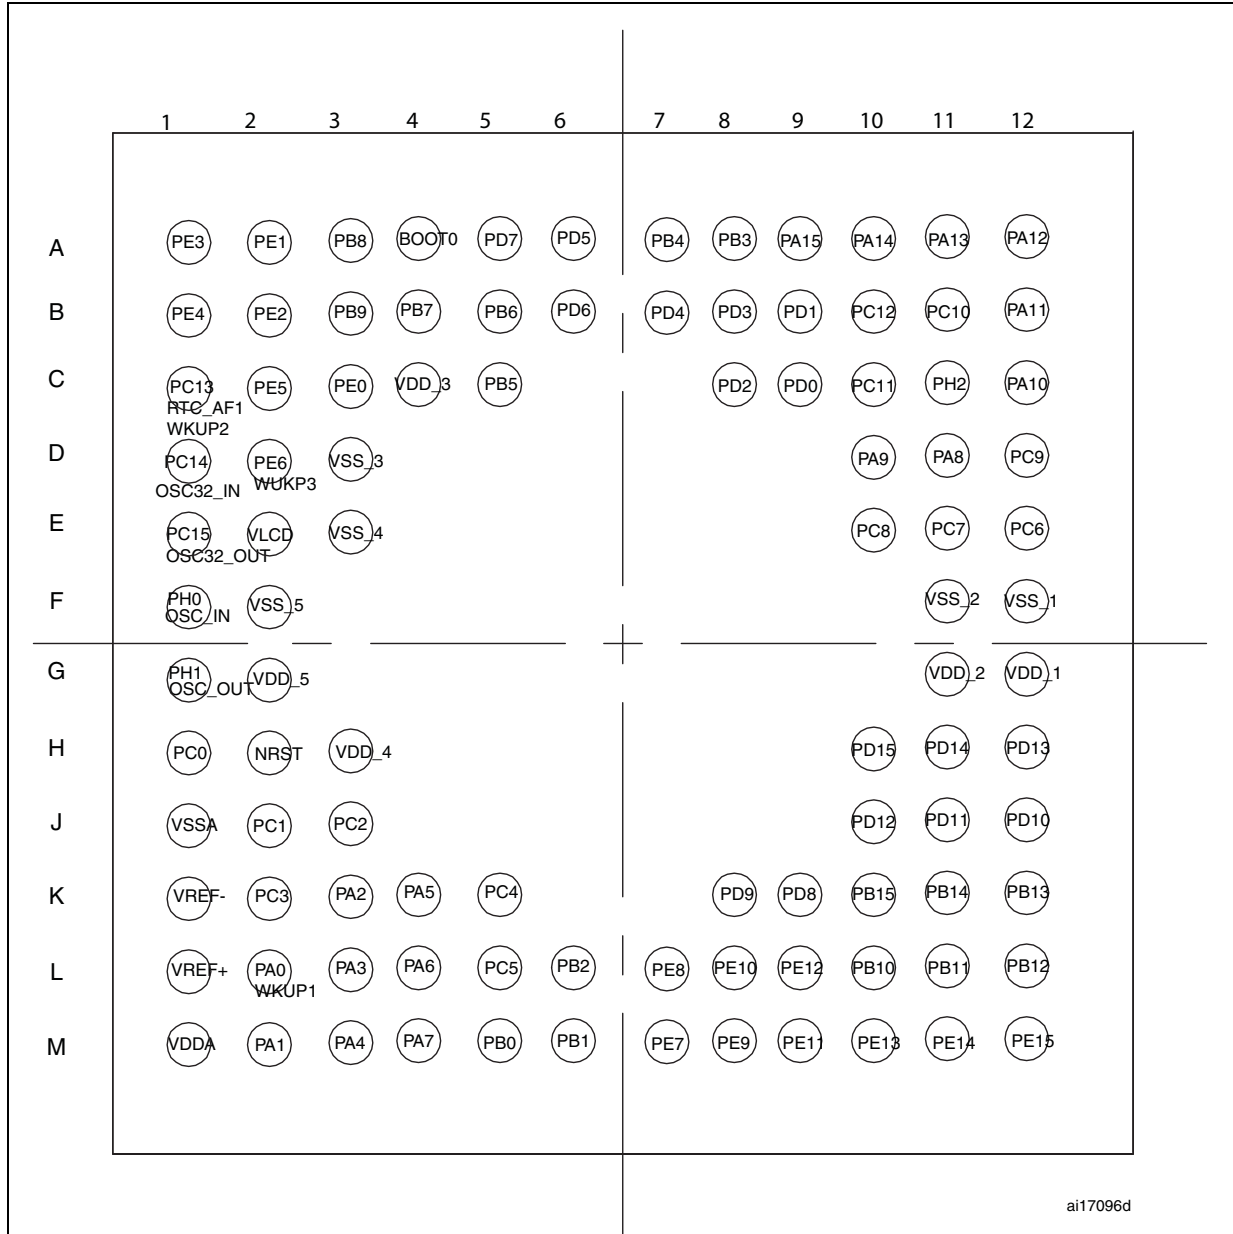 1 2 3 4 5 6 7 8 9 10 11 12
A PE3 PE1 PB8 BOOT0 PD7 PD5 PB4 PB3 PA15 PA14 PA13 PA12
B PE4 PE2 PB9 PB7 PB6 PD6 PD4 PD3 PD1 PC12 PC10 PA11
C PC13 PE5 PE0 VDD_3 PB5 PD2 PD0 PC11 PH2 PA10
RTC_AF1
WKUP2
D PC14 PE6 VSS_3 PA9 PA8 PC9
OSC32_IN WUKP3
E PC15 VLCD VSS_4 PC8 PC7 PC6
OSC32_OUT
F PH0 VSS_5 VSS_2 VSS_1
OSC_IN
G PH1 VDD_5 VDD_2 VDD_1
OSC_OUT
H PC0 NRST VDD_4 PD15 PD14 PD13
J VSSA PC1 PC2 PD12 PD11 PD10
K VREF- PC3 PA2 PA5 PC4 PD9 PD8 PB15 PB14 PB13
L VREF+ PA0 PA3 PA6 PC5 PB2 PE8 PE10 PE12 PB10 PB11 PB12
WKUP1
M VDDA PA1 PA4 PA7 PB0 PB1 PE7 PE9 PE11 PE13 PE14 PE15
ai17096d